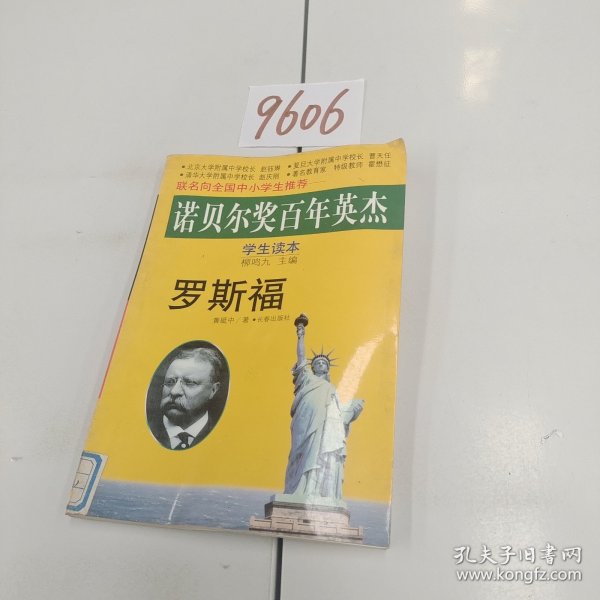 9606
•北京大学附属中学校长 赵钰琳 •复旦大学附属中学校长 曹天任
•清华大学附属中学校长 赵庆刚 •著名教育家 特级教师 霍懋征
联名向全国中小学生推荐
诺贝尔奖百年英杰
学生读本
柳鸣九 主编
罗斯福
黄砥中/著•长春出版社
孔夫子旧书网
www.kongfz.com